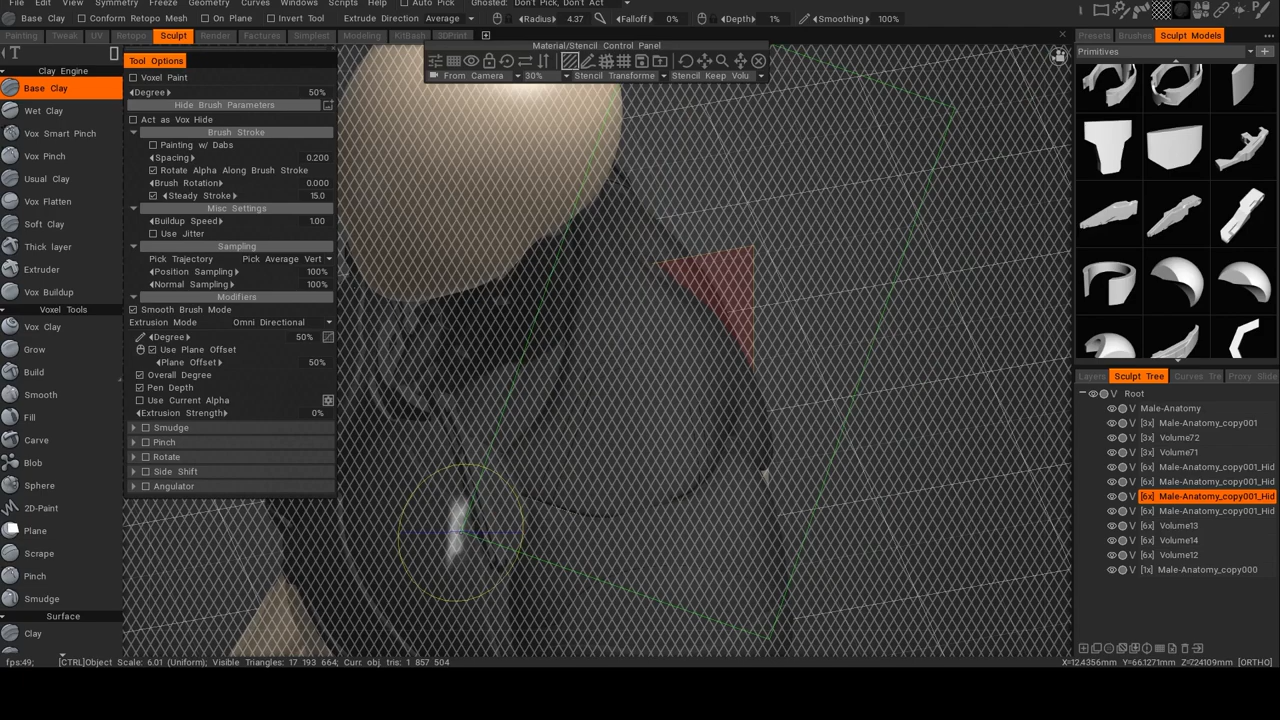 File Edit View Symmetry Freeze Geometry Curves Windows Scripts Help Auto Pick Ghosted: Don't Pick, Don't Act
Base Clay Conform Retopo Mesh On Plane Invert Tool Extrude Direction Average Radius 4.37 Falloff 0% Depth 1% Smoothing 100%
Painting Tweak UV Retopo Sculpt Render Factures Simplest Modeling KitBash 3DPrint
Material/Stencil Control Panel
From Camera 30% Stencil Transforme Stencil Keep Volu
Presets Brushes Sculpt Models
Primitives
Clay Engine
Base Clay
Wet Clay
Vox Smart Pinch
Vox Pinch
Usual Clay
Vox Flatten
Soft Clay
Thick layer
Extruder
Vox Buildup
Voxel Tools
Vox Clay
Grow
Build
Smooth
Fill
Carve
Blob
Sphere
2D-Paint
Plane
Scrape
Pinch
Smudge
Surface
Clay
Tool Options
Voxel Paint
Degree 50%
Hide Brush Parameters
Act as Vox Hide
Brush Stroke
Painting w/ Dabs
Spacing 0.200
Rotate Alpha Along Brush Stroke
Brush Rotation 0.000
Steady Stroke 15.0
Misc Settings
Buildup Speed 1.00
Use Jitter
Sampling
Pick Trajectory Pick Average Vert
Position Sampling 100%
Normal Sampling 100%
Modifiers
Smooth Brush Mode
Extrusion Mode Omni Directional
Degree 50%
Use Plane Offset
Plane Offset 50%
Overall Degree
Pen Depth
Use Current Alpha
Extrusion Strength 0%
Smudge
Pinch
Rotate
Side Shift
Angulator
Layers Sculpt Tree Curves Tre Proxy Slide
Root
V Male-Anatomy
V [3x] Male-Anatomy_copy001
V [3x] Volume72
V [3x] Volume71
V [6x] Male-Anatomy_copy001_Hid
V [6x] Male-Anatomy_copy001_Hid
V [6x] Male-Anatomy_copy001_Hid
V [6x] Male-Anatomy_copy001_Hid
V [6x] Volume13
V [6x] Volume14
V [6x] Volume12
V [1x] Male-Anatomy_copy000
fps:49; [CTRL]Object Scale: 6.01 (Uniform); Visible Triangles: 17 193 664; Curr. obj. tris: 1 857 504
X=12.4356mm Y=66.1271mm Z=7.24109mm [ORTHO]